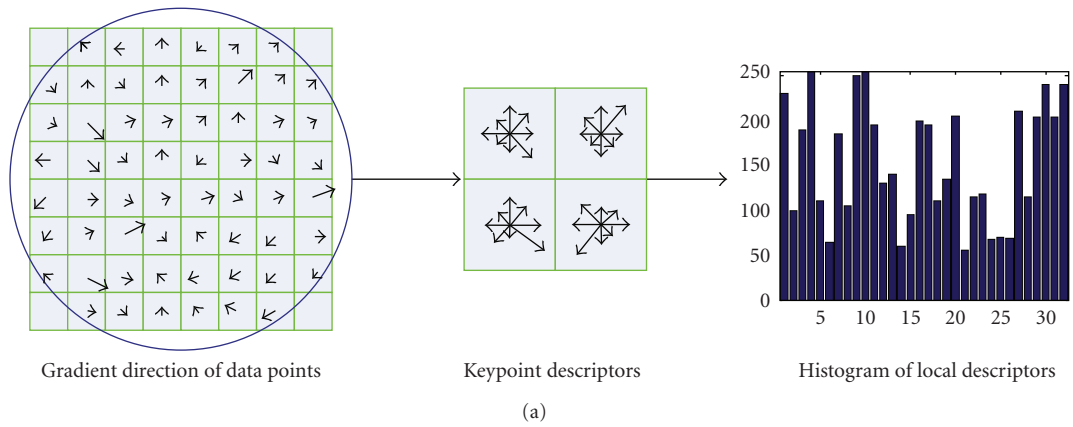 250
200
150
100
50
0
5 10 15 20 25 30
Gradient direction of data points
Keypoint descriptors
Histogram of local descriptors
(a)